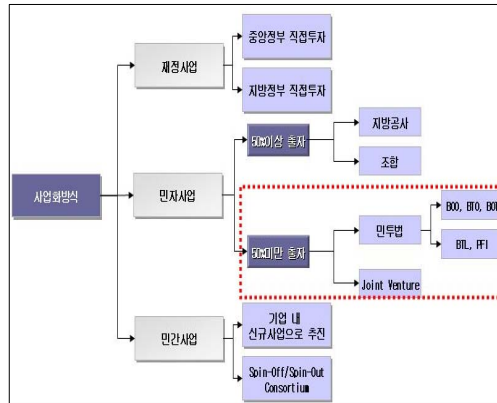 중앙정부 직접투자
재정사업
지방정부 직접투자
지방공사
50%이상 출자
조합
사업화방식
민자사업
BOO, BTO, BOT
민투법
50%미만 출자
BTL, PFI
Joint Venture
기업 내
신규사업으로 추진
민간사업
Spin-Off/Spin-Out
Consortium